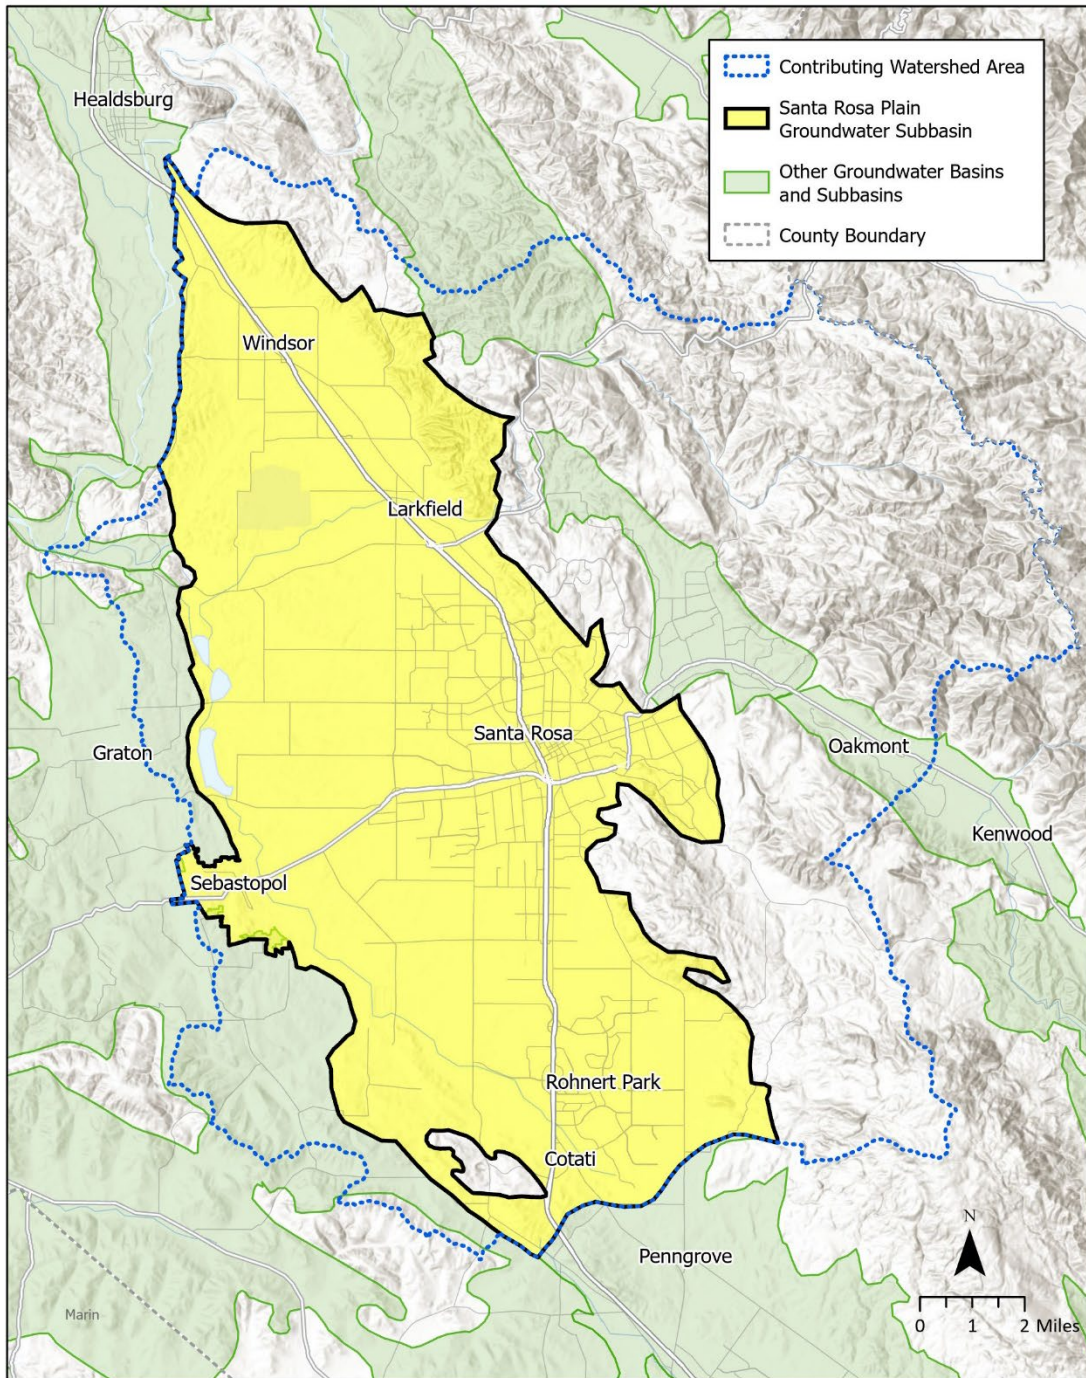 Healdsburg
Contributing Watershed Area
Santa Rosa Plain
Groundwater Subbasin
Other Groundwater Basins
and Subbasins
County Boundary
Windsor
Larkfield
Santa Rosa
Oakmont
Graton
Kenwood
Sebastopol
Rohnert Park
Cotati
Penngrove
N
Marin
0 1 2 Miles